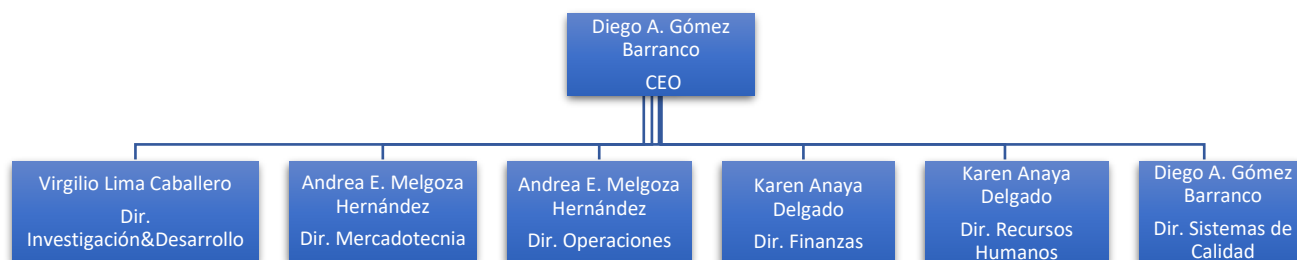 Diego A. Gómez
Barranco
CEO
Virgilio Lima Caballero
Dir.
Investigación&Desarrollo
Andrea E. Melgoza
Hernández
Dir. Mercadotecnia
Andrea E. Melgoza
Hernández
Dir. Operaciones
Karen Anaya
Delgado
Dir. Finanzas
Karen Anaya
Delgado
Dir. Recursos
Humanos
Diego A. Gómez
Barranco
Dir. Sistemas de
Calidad